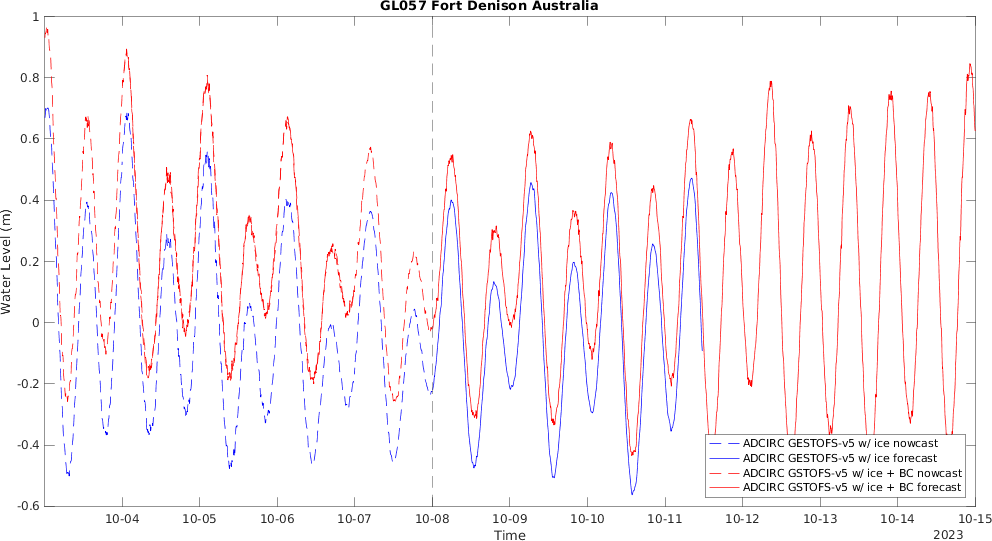 GL057 Fort Denison Australia
Water Level (m)
1
0.8
0.6
0.4
0.2
0
-0.2
-0.4
-0.6
ADCIRC GESTOFS-v5 w/ ice nowcast
ADCIRC GESTOFS-v5 w/ ice forecast
ADCIRC GSTOFS-v5 w/ ice + BC nowcast
ADCIRC GSTOFS-v5 w/ ice + BC forecast
10-04 10-05 10-06 10-07 10-08 10-09 10-10 10-11 10-12 10-13 10-14 10-15
Time
2023